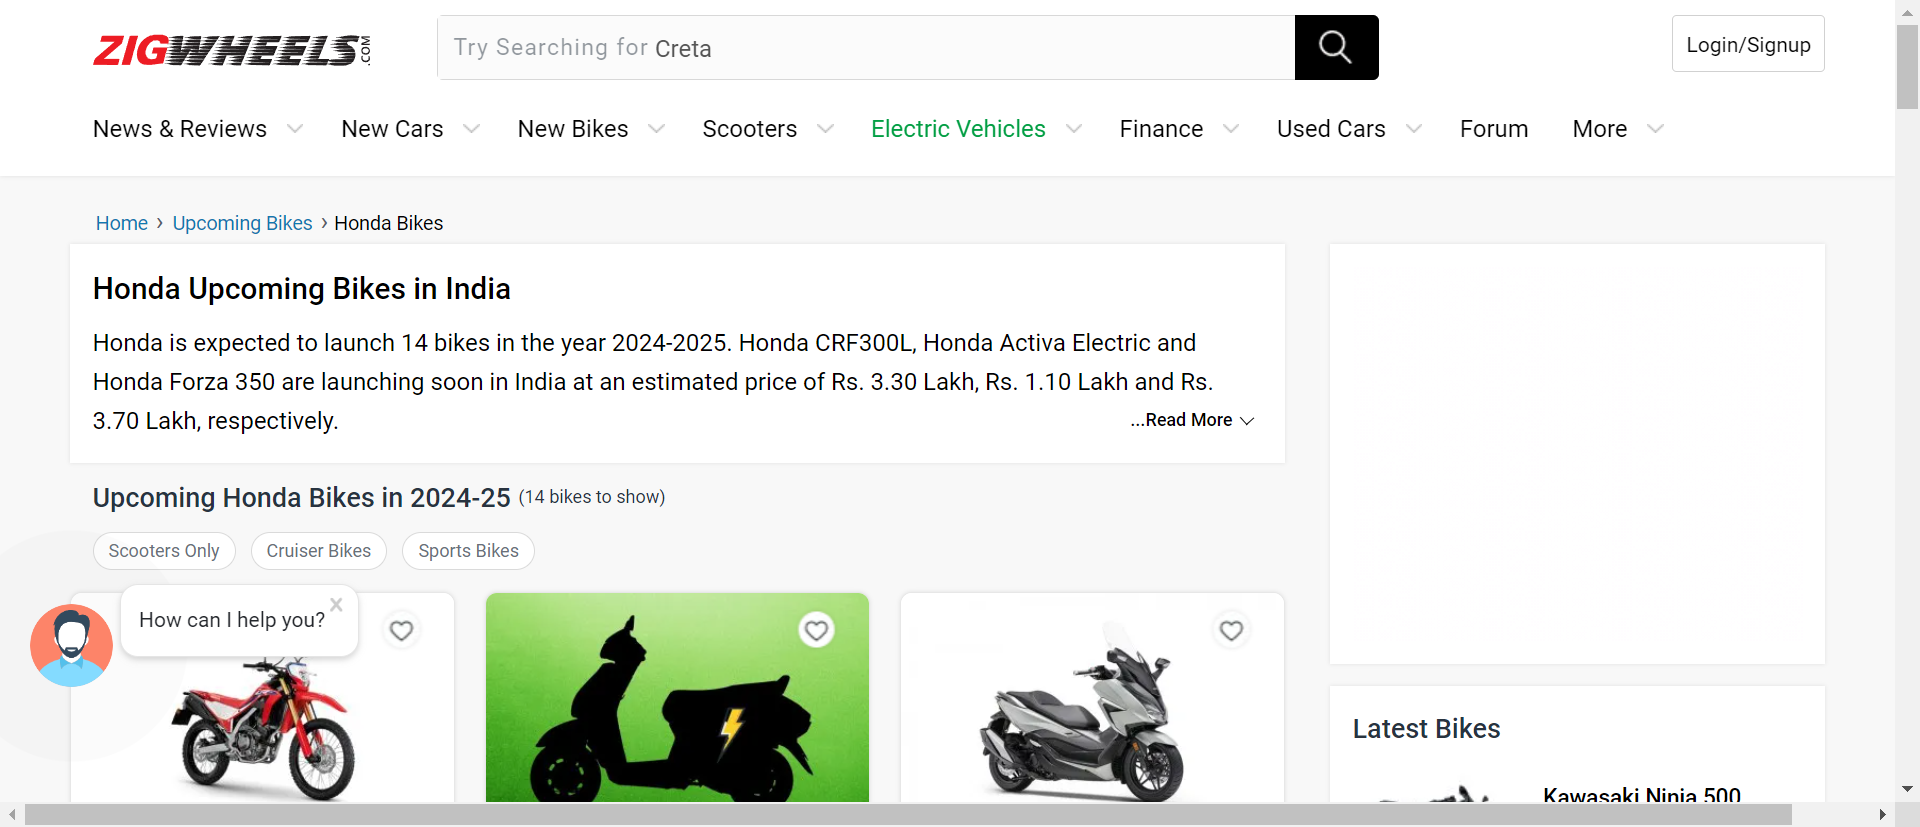 ZIGWHEELS.COM
Try Searching for Creta
Login/Signup
News & Reviews
New Cars
New Bikes
Scooters
Electric Vehicles
Finance
Used Cars
Forum
More
Home › Upcoming Bikes › Honda Bikes
Honda Upcoming Bikes in India
Honda is expected to launch 14 bikes in the year 2024-2025. Honda CRF300L, Honda Activa Electric and
Honda Forza 350 are launching soon in India at an estimated price of Rs. 3.30 Lakh, Rs. 1.10 Lakh and Rs.
3.70 Lakh, respectively.
...Read More
Upcoming Honda Bikes in 2024-25 (14 bikes to show)
Scooters Only
Cruiser Bikes
Sports Bikes
How can I help you?
x
Latest Bikes
Kawasaki Ninja 500